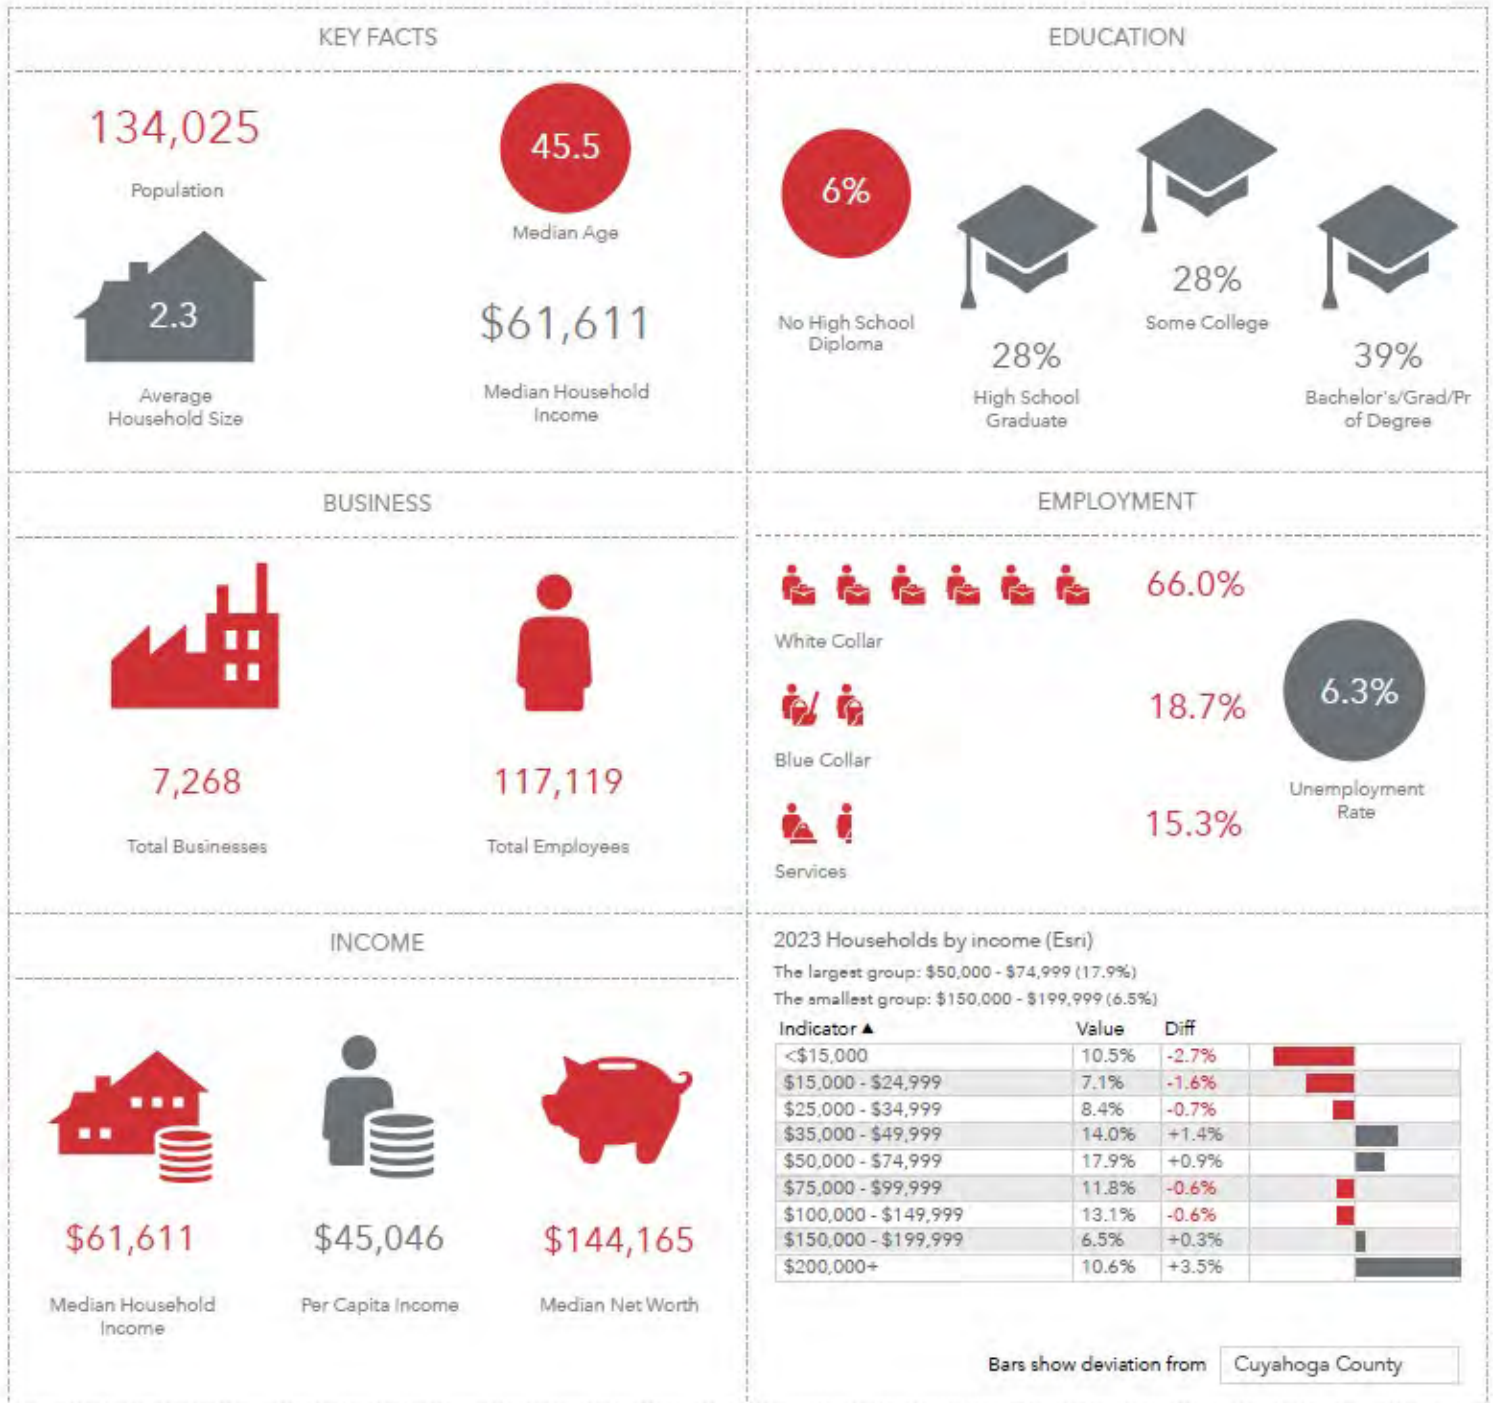 KEY FACTS
134,025
Population
45.5
Median Age
2.3
Average
Household Size
$61,611
Median Household
Income
EDUCATION
6%
No High School
Diploma
28%
High School
Graduate
28%
Some College
39%
Bachelor's/Grad/Pr
of Degree
BUSINESS
7,268
Total Businesses
117,119
Total Employees
EMPLOYMENT
66.0%
White Collar
18.7%
Blue Collar
15.3%
Services
6.3%
Unemployment
Rate
INCOME
$61,611
Median Household
Income
$45,046
Per Capita Income
$144,165
Median Net Worth
2023 Households by income (Esri)
The largest group: $50,000 - $74,999 (17.9%)
The smallest group: $150,000 - $199,999 (6.5%)
Indicator ▲ Value Diff
<$15,000 10.5% -2.7%
$15,000 - $24,999 7.1% -1.6%
$25,000 - $34,999 8.4% -0.7%
$35,000 - $49,999 14.0% +1.4%
$50,000 - $74,999 17.9% +0.9%
$75,000 - $99,999 11.8% -0.6%
$100,000 - $149,999 13.1% -0.6%
$150,000 - $199,999 6.5% +0.3%
$200,000+ 10.6% +3.5%
Bars show deviation from Cuyahoga County